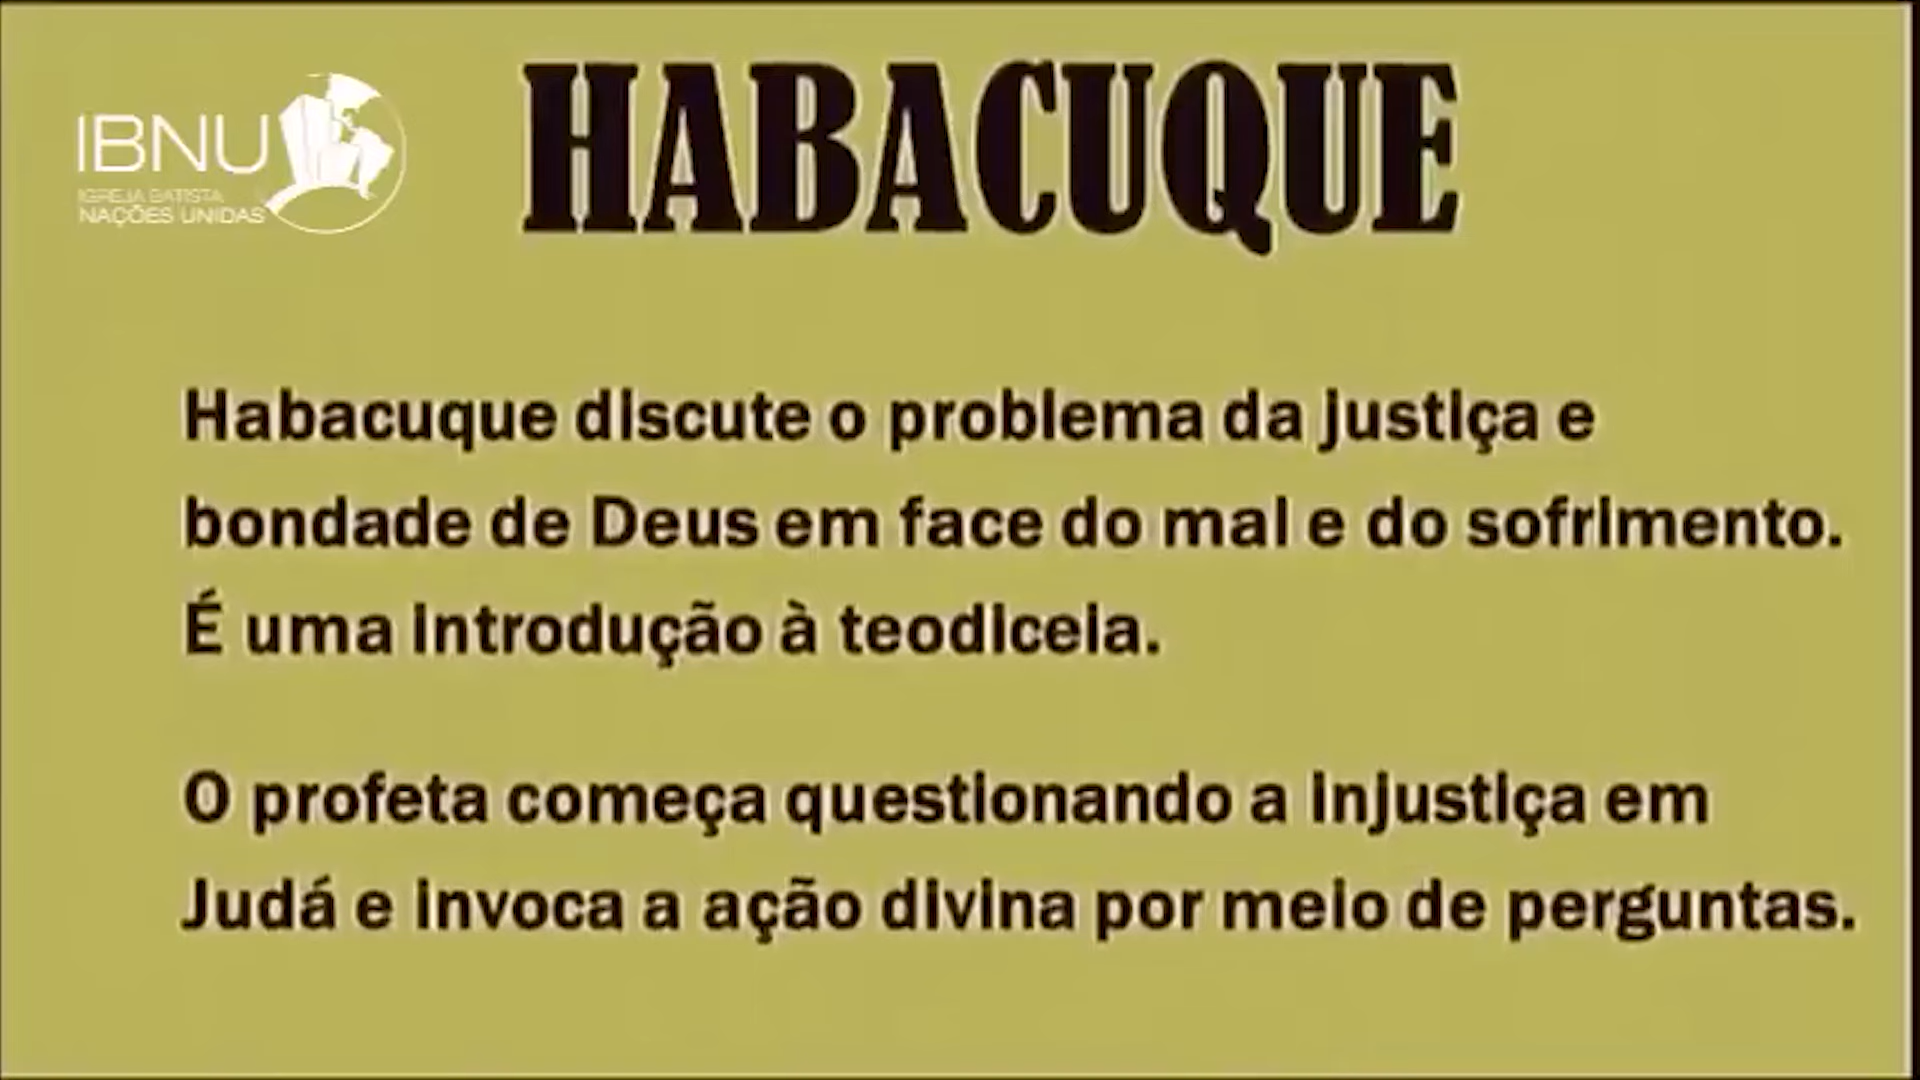 IBNU
IGREJA BATISTA
NAÇÕES UNIDAS
HABACUQUE
Habacuque discute o problema da justiça e
bondade de Deus em face do mal e do sofrimento.
É uma introdução à teodiceia.
O profeta começa questionando a injustiça em
Judá e invoca a ação divina por meio de perguntas.